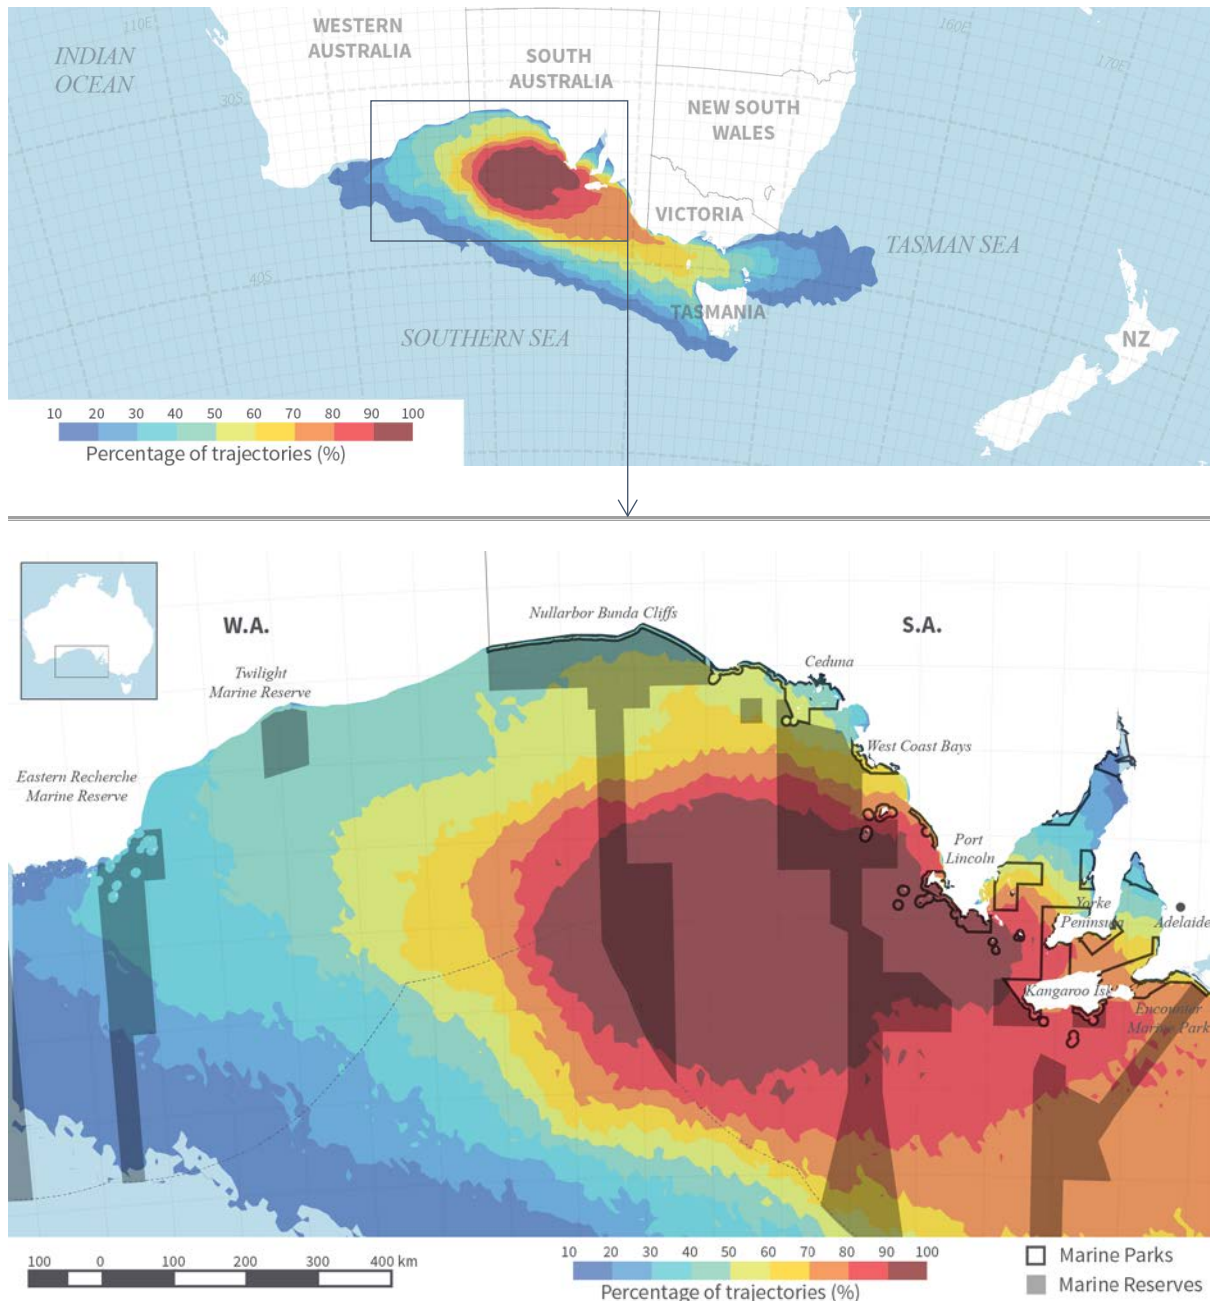 110E
160E
170E
INDIAN
OCEAN
WESTERN
AUSTRALIA
SOUTH
AUSTRALIA
30S
NEW SOUTH
WALES
VICTORIA
TASMAN SEA
40S
TASMANIA
SOUTHERN SEA
NZ
10 20 30 40 50 60 70 80 90 100
Percentage of trajectories (%)
Nullarbor Bunda Cliffs
W.A.
S.A.
Twilight
Marine Reserve
Ceduna
West Coast Bays
Eastern Recherche
Marine Reserve
Port
Lincoln
Yorke
Peninsula
Adelaide
Kangaroo Isl
Encounter
Marine Park
100 0 100 200 300 400 km
10 20 30 40 50 60 70 80 90 100
Percentage of trajectories (%)
Marine Parks
Marine Reserves